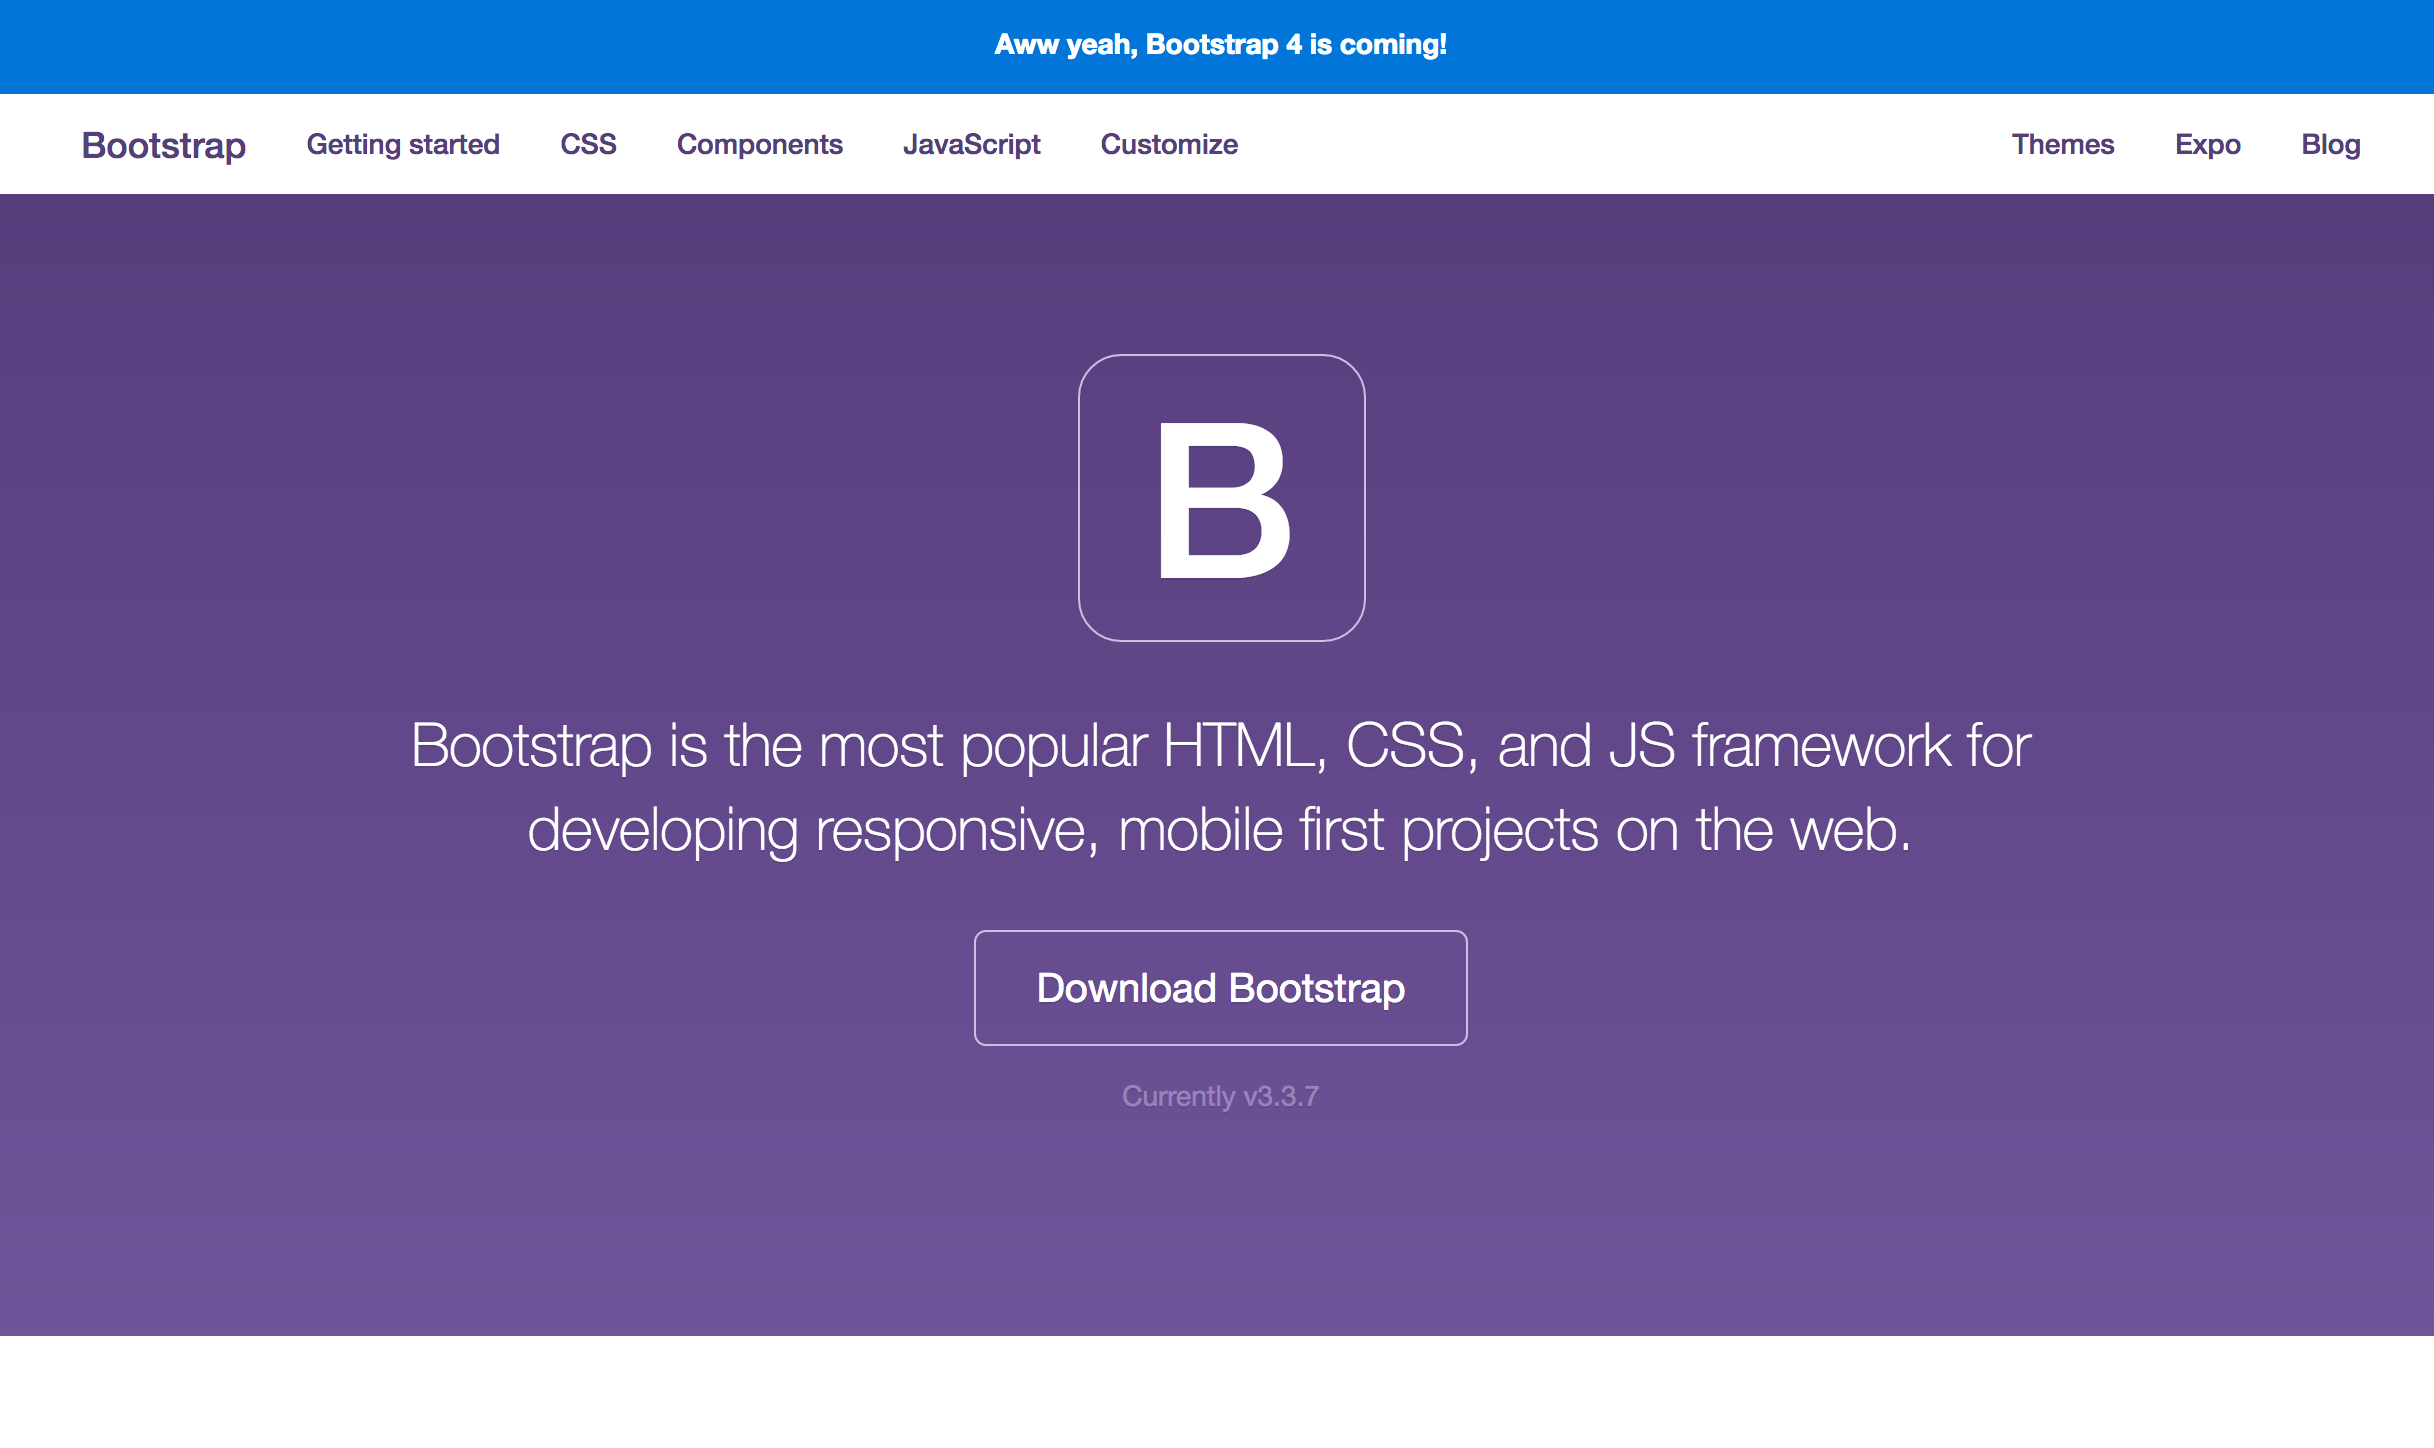 Aww yeah, Bootstrap 4 is coming!
Bootstrap Getting started CSS Components JavaScript Customize Themes Expo Blog
B
Bootstrap is the most popular HTML, CSS, and JS framework for
developing responsive, mobile first projects on the web.
Download Bootstrap
Currently v3.3.7